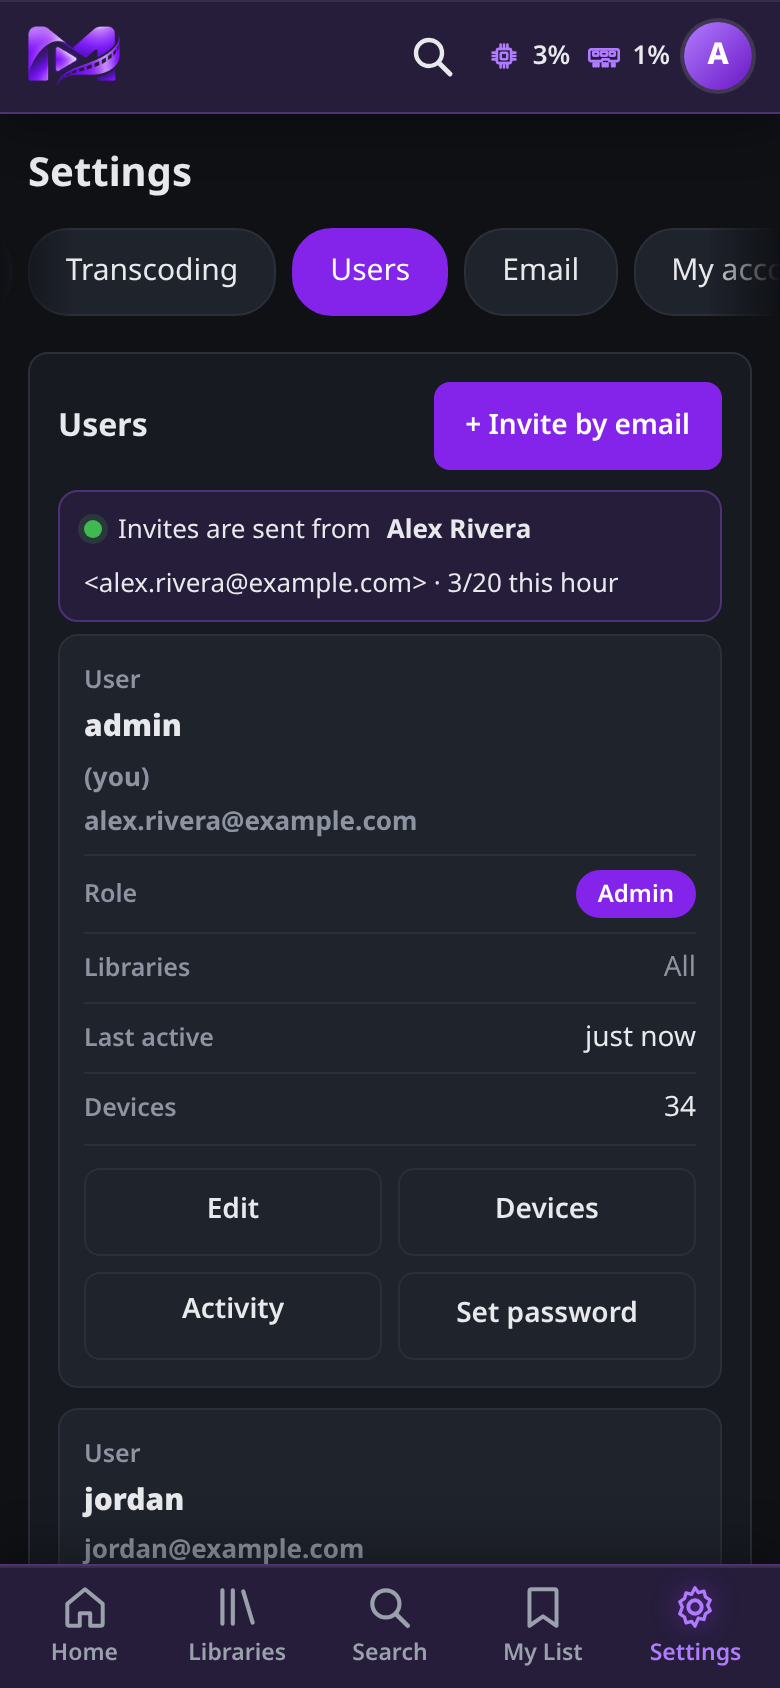 3% 1% A
Settings
Transcoding Users Email My acco
Users + Invite by email
Invites are sent from Alex Rivera
<alex.rivera@example.com> · 3/20 this hour
User
admin
(you)
alex.rivera@example.com
Role Admin
Libraries All
Last active just now
Devices 34
Edit Devices
Activity Set password
User
jordan
jordan@example.com
Home Libraries Search My List Settings